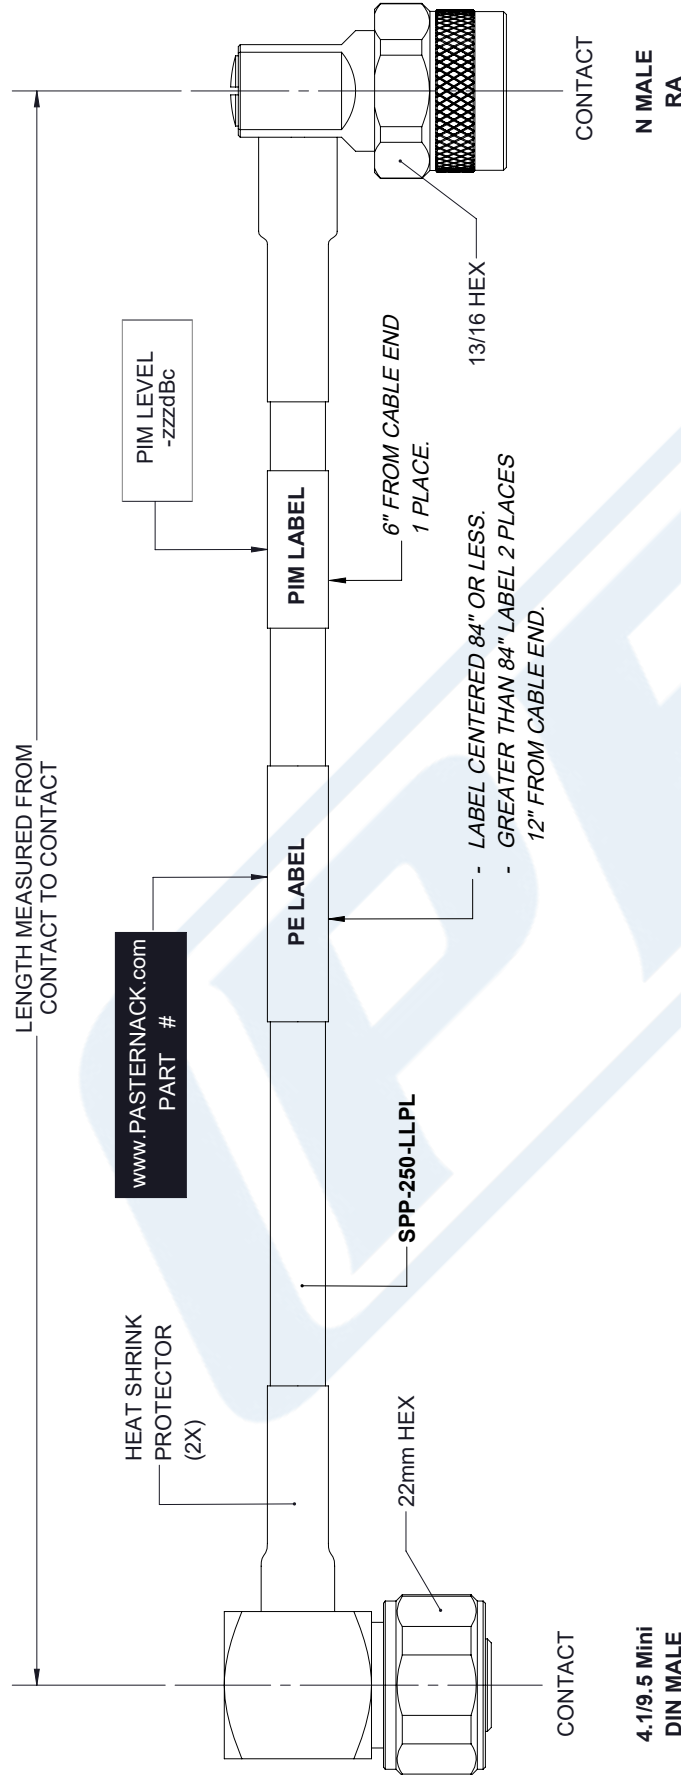 LENGTH MEASURED FROM
CONTACT TO CONTACT
HEAT SHRINK
PROTECTOR
(2X)
www.PASTERNACK.com
PART #
PIM LEVEL
-zzzdBc
PE LABEL
PIM LABEL
SPP-250-LLPL
22mm HEX
- LABEL CENTERED 84" OR LESS.
- GREATER THAN 84" LABEL 2 PLACES
12" FROM CABLE END.
6" FROM CABLE END
1 PLACE.
13/16 HEX
CONTACT
4.1/9.5 Mini
DIN MALE
CONTACT
N MALE
RA